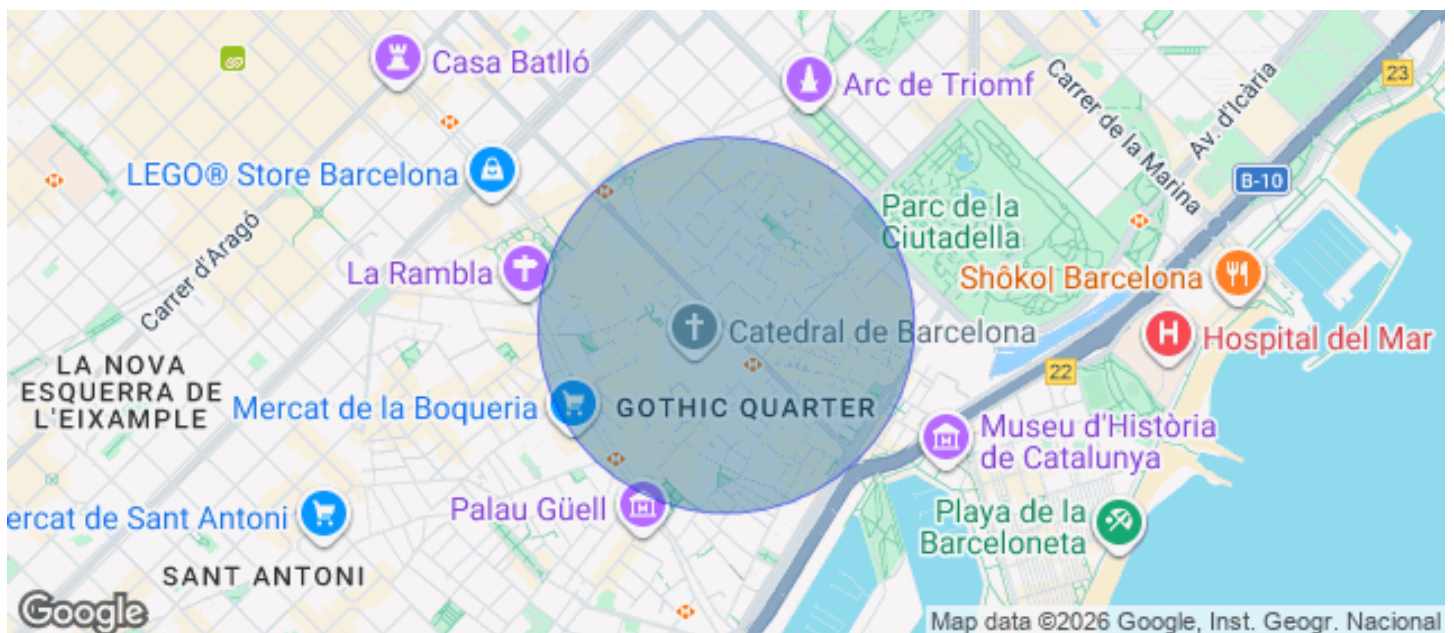 Casa Batlló
Arc de Triomf
Carrer de la Marina
Av. d'Icària
23
LEGO® Store Barcelona
B-10
Parc de la
Ciutadella
Carrer d'Aragó
La Rambla
Shôko| Barcelona
Catedral de Barcelona
Hospital del Mar
H
LA NOVA
ESQUERRA DE
L'EIXAMPLE
22
Mercat de la Boqueria
GOTHIC QUARTER
Museu d'Història
de Catalunya
Palau Güell
ercat de Sant Antoni
Playa de la
Barceloneta
SANT ANTONI
Google
Map data ©2026 Google, Inst. Geogr. Nacional